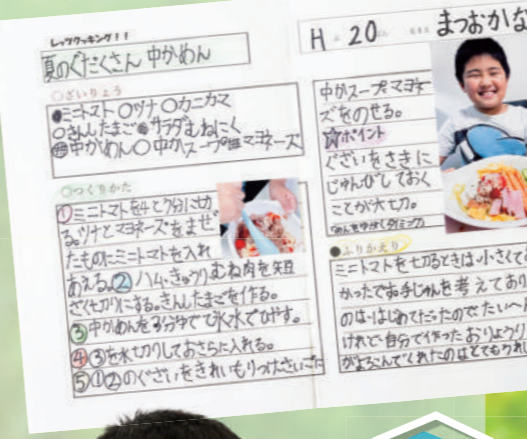 レッツクッキング!!
夏のぐだくさん 中かめん
○ざいりょう
●ミニトマト ○ツナ ○カニカマ
○きんしたまご ●サラダむねにく
中かめん ○中かスープ マヨネーズ
○つくりかた
①ミニトマトを4と7分に切
る。ツナとマヨネーズをまぜ
たものにミニトマトを入れ
あえる。②ハム・きゅうり むね肉を短
ざく切りにする。きんしたまごを作る。
③中かめんを3分ゆでて氷水でひやす。
④③を水切りしておさらに入れる。
⑤①②のぐざいをきれいもりつけさいごに
H 20 まつおか
中かスープとマヨネー
ズをのせる。
☆ポイント
ぐざいをさきに
じゅんびしておく
ことが大切。
●ふりかえり
ミニトマトを切るときは小さくて
かったです。手じゅんを考えて
のは、はじめてだったのでたいへ
けれど自分で作ったおりょうり
がよろこんでくれたのはとてもうれし